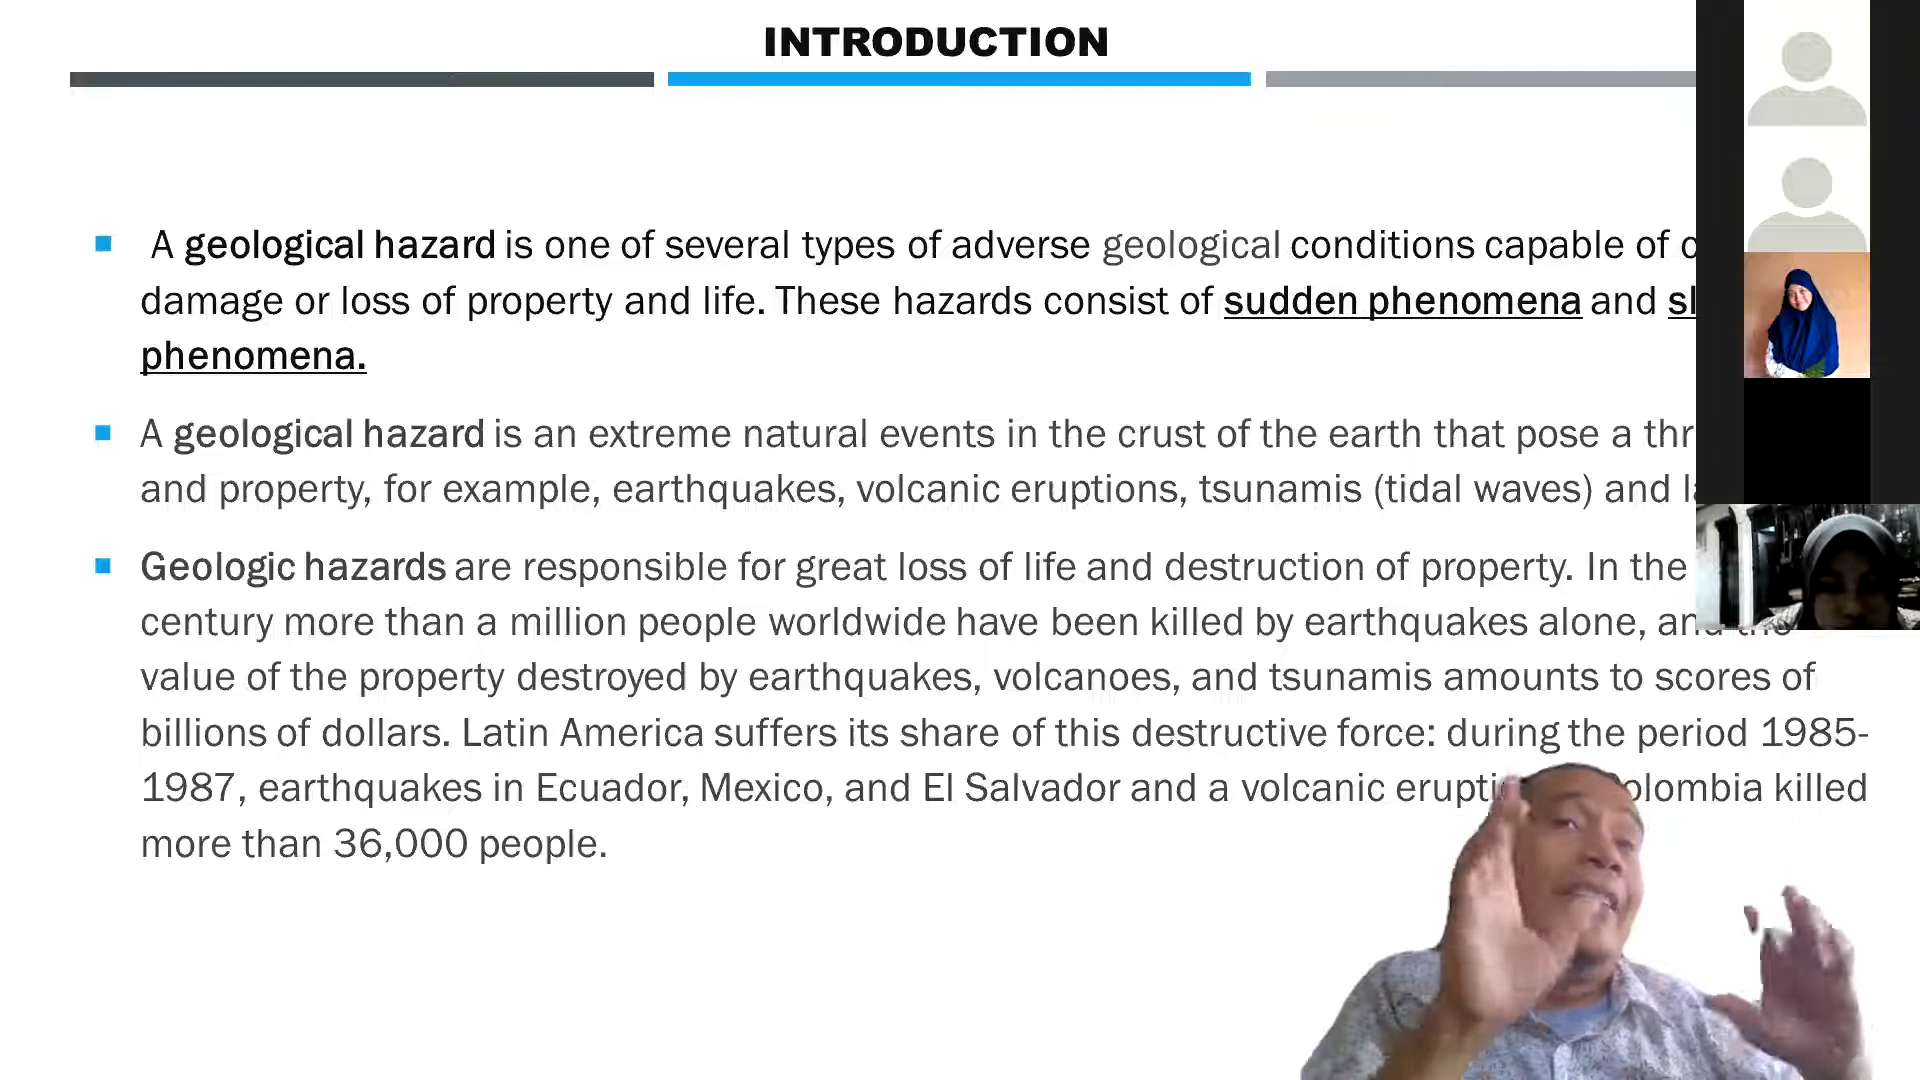 INTRODUCTION
A geological hazard is one of several types of adverse geological conditions capable of
damage or loss of property and life. These hazards consist of sudden phenomena and
phenomena.
A geological hazard is an extreme natural events in the crust of the earth that pose a
and property, for example, earthquakes, volcanic eruptions, tsunamis (tidal waves) and
Geologic hazards are responsible for great loss of life and destruction of property. In the
century more than a million people worldwide have been killed by earthquakes alone,
value of the property destroyed by earthquakes, volcanoes, and tsunamis amounts to scores of
billions of dollars. Latin America suffers its share of this destructive force: during the period 1985-
1987, earthquakes in Ecuador, Mexico, and El Salvador and a volcanic killed
more than 36,000 people.